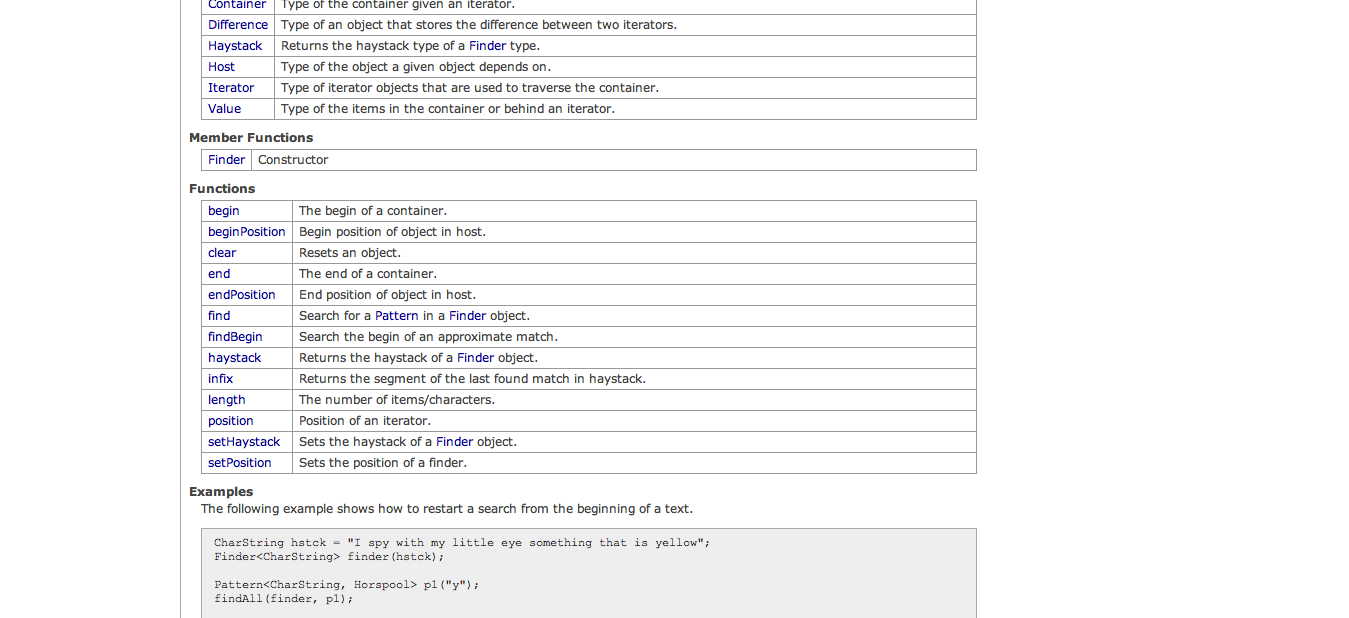 Container Type of the container given an iterator.
Difference Type of an object that stores the difference between two iterators.
Haystack Returns the haystack type of a Finder type.
Host Type of the object a given object depends on.
Iterator Type of iterator objects that are used to traverse the container.
Value Type of the items in the container or behind an iterator.
Member Functions
Finder Constructor
Functions
begin The begin of a container.
beginPosition Begin position of object in host.
clear Resets an object.
end The end of a container.
endPosition End position of object in host.
find Search for a Pattern in a Finder object.
findBegin Search the begin of an approximate match.
haystack Returns the haystack of a Finder object.
infix Returns the segment of the last found match in haystack.
length The number of items/characters.
position Position of an iterator.
setHaystack Sets the haystack of a Finder object.
setPosition Sets the position of a finder.
Examples
The following example shows how to restart a search from the beginning of a text.
CharString hstck = "I spy with my little eye something that is yellow";
Finder<CharString> finder(hstck);
Pattern<CharString, Horspool> p1("y");
findAll(finder, p1);